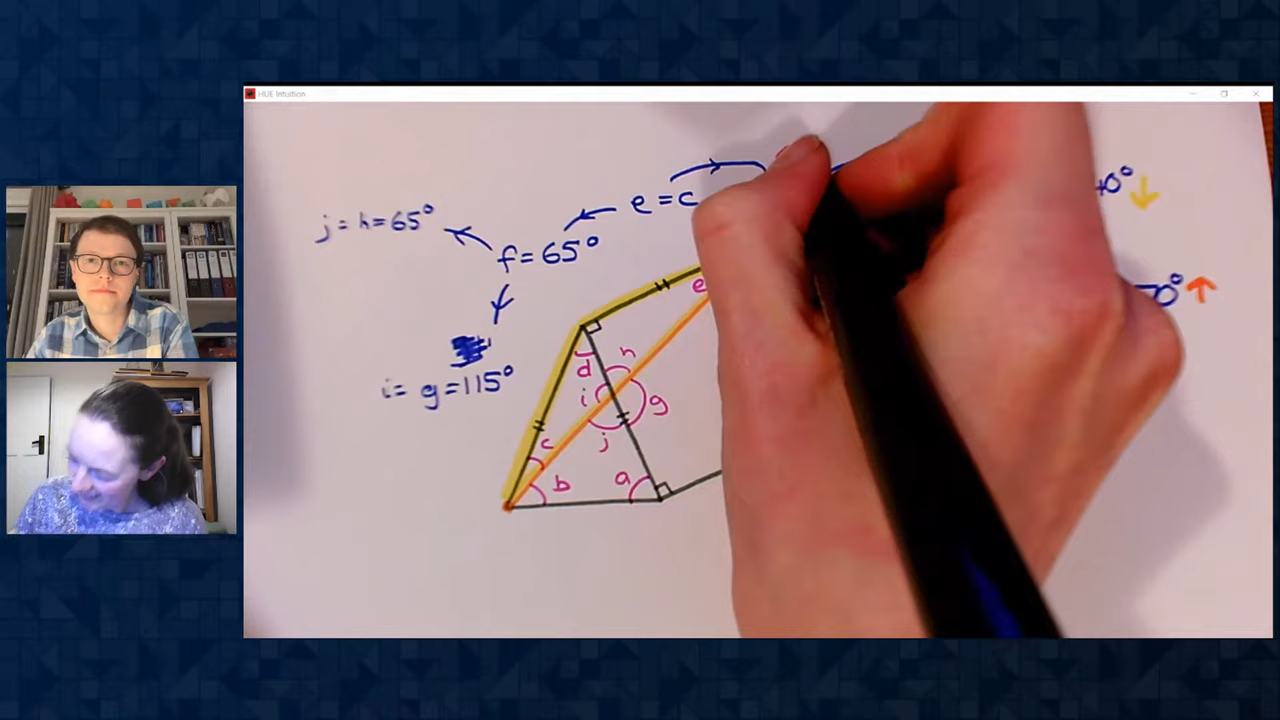 HUE Intuition
e=c
j=h=65°
f=65°
i= g=115°
e
d
h
i
g
j
c
b
a